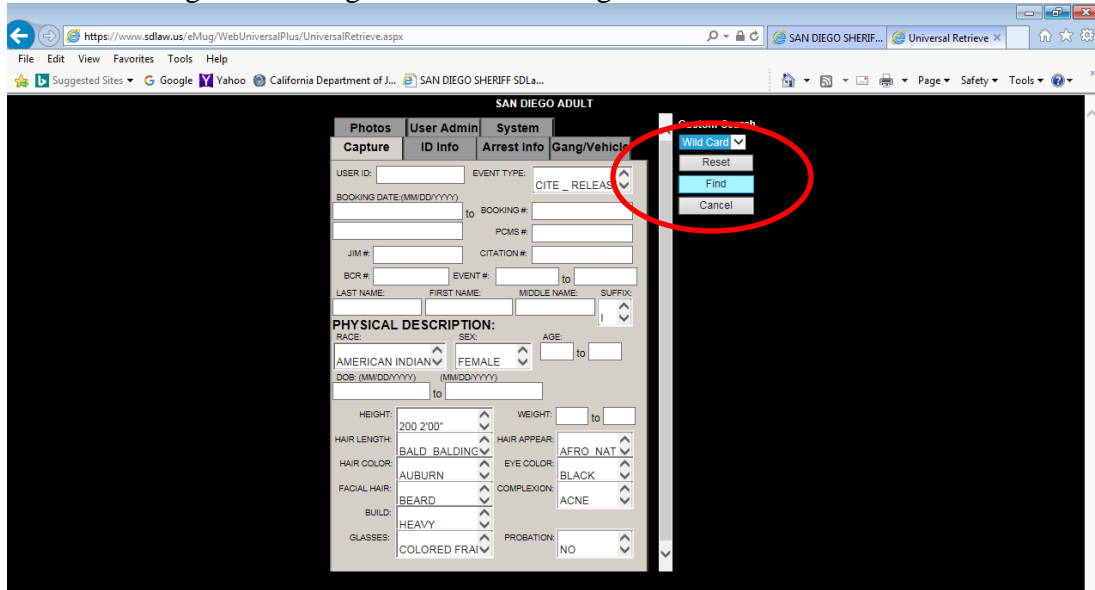 https://www.sdlaw.us/eMug/WebUniversalPlus/UniversalRetrieve.aspx
SAN DIEGO SHERIF... Universal Retrieve
File Edit View Favorites Tools Help
Suggested Sites Google Yahoo California Department of J... SAN DIEGO SHERIFF SDLa... Page Safety Tools
SAN DIEGO ADULT
Photos User Admin System
Capture ID Info Arrest Info Gang/Vehicle
Custom Search
Wild Card
Reset
Find
Cancel
USER ID: EVENT TYPE: CITE _ RELEAS
BOOKING DATE:(MM/DD/YYYY)
to BOOKING #:
PCMS #:
JIM #: CITATION #:
BCR #: EVENT #: to
LAST NAME: FIRST NAME: MIDDLE NAME: SUFFIX:
I
PHYSICAL DESCRIPTION:
RACE: SEX: AGE:
AMERICAN INDIAN FEMALE to
DOB: (MM/DD/YYYY) (MM/DD/YYYY)
to
HEIGHT: 200 2'00" WEIGHT: to
HAIR LENGTH: BALD BALDING HAIR APPEAR: AFRO NAT
HAIR COLOR: AUBURN EYE COLOR: BLACK
FACIAL HAIR: BEARD COMPLEXION: ACNE
BUILD: HEAVY
GLASSES: COLORED FRAI PROBATION: NO